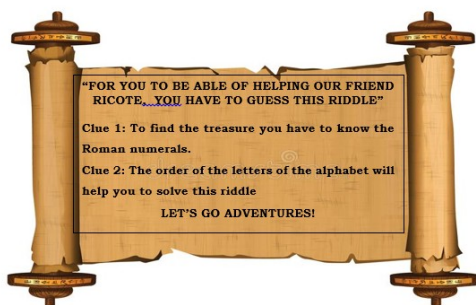 “FOR YOU TO BE ABLE OF HELPING OUR FRIEND
RICOTE, YOU HAVE TO GUESS THIS RIDDLE”
Clue 1: To find the treasure you have to know the
Roman numerals.
Clue 2: The order of the letters of the alphabet will
help you to solve this riddle
LET’S GO ADVENTURES!